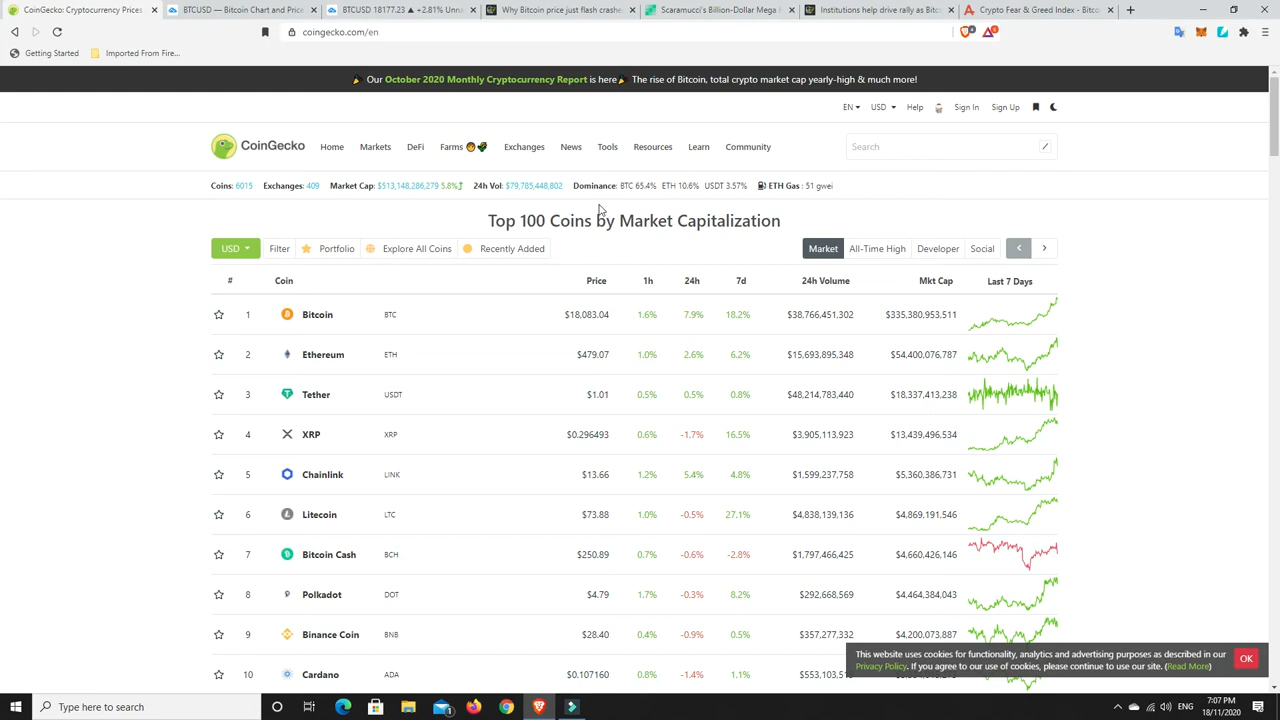 CoinGecko: Cryptocurrency Prices
BTCUSD — Bitcoin Chart and Price
BTCUSD 18177.23 ▲ +2.81% Unna
Why Bitcoin price just flash crashe
Scaramucci's Billion-Dollar Mega
Institutions help drive rally as Bitco
Crypto Fear & Greed Index - Bitco
coingecko.com/en
Getting Started
Imported From Fire...
Our October 2020 Monthly Cryptocurrency Report is here The rise of Bitcoin, total crypto market cap yearly-high & much more!
EN USD Help Sign In Sign Up
CoinGecko Home Markets DeFi Farms Exchanges News Tools Resources Learn Community Search /
Coins: 6015 Exchanges: 409 Market Cap: $513,148,286,279 5.8% 24h Vol: $79,785,448,802 Dominance: BTC 65.4% ETH 10.6% USDT 3.57% ETH Gas : 51 gwei
Top 100 Coins by Market Capitalization
USD Filter Portfolio Explore All Coins Recently Added Market All-Time High Developer Social < >
# Coin Price 1h 24h 7d 24h Volume Mkt Cap Last 7 Days
1 Bitcoin BTC $18,083.04 1.6% 7.9% 18.2% $38,766,451,302 $335,380,953,511
2 Ethereum ETH $479.07 1.0% 2.6% 6.2% $15,693,895,348 $54,400,076,787
3 Tether USDT $1.01 0.5% 0.5% 0.8% $48,214,783,440 $18,337,413,238
4 XRP XRP $0.296493 0.6% -1.7% 16.5% $3,905,113,923 $13,439,496,534
5 Chainlink LINK $13.66 1.2% 5.4% 4.8% $1,599,237,758 $5,360,386,731
6 Litecoin LTC $73.88 1.0% -0.5% 27.1% $4,838,139,136 $4,869,191,546
7 Bitcoin Cash BCH $250.89 0.7% -0.6% -2.8% $1,797,466,425 $4,660,426,146
8 Polkadot DOT $4.79 1.7% -0.3% 8.2% $292,668,569 $4,464,384,043
9 Binance Coin BNB $28.40 0.4% -0.9% 0.5% $357,277,332 $4,200,073,887
10 Cardano ADA $0.107160 0.8% -1.4% 1.1%
This website uses cookies for functionality, analytics and advertising purposes as described in our
Privacy Policy. If you agree to our use of cookies, please continue to use our site. (Read More)
OK
Type here to search
ENG
7:07 PM
18/11/2020